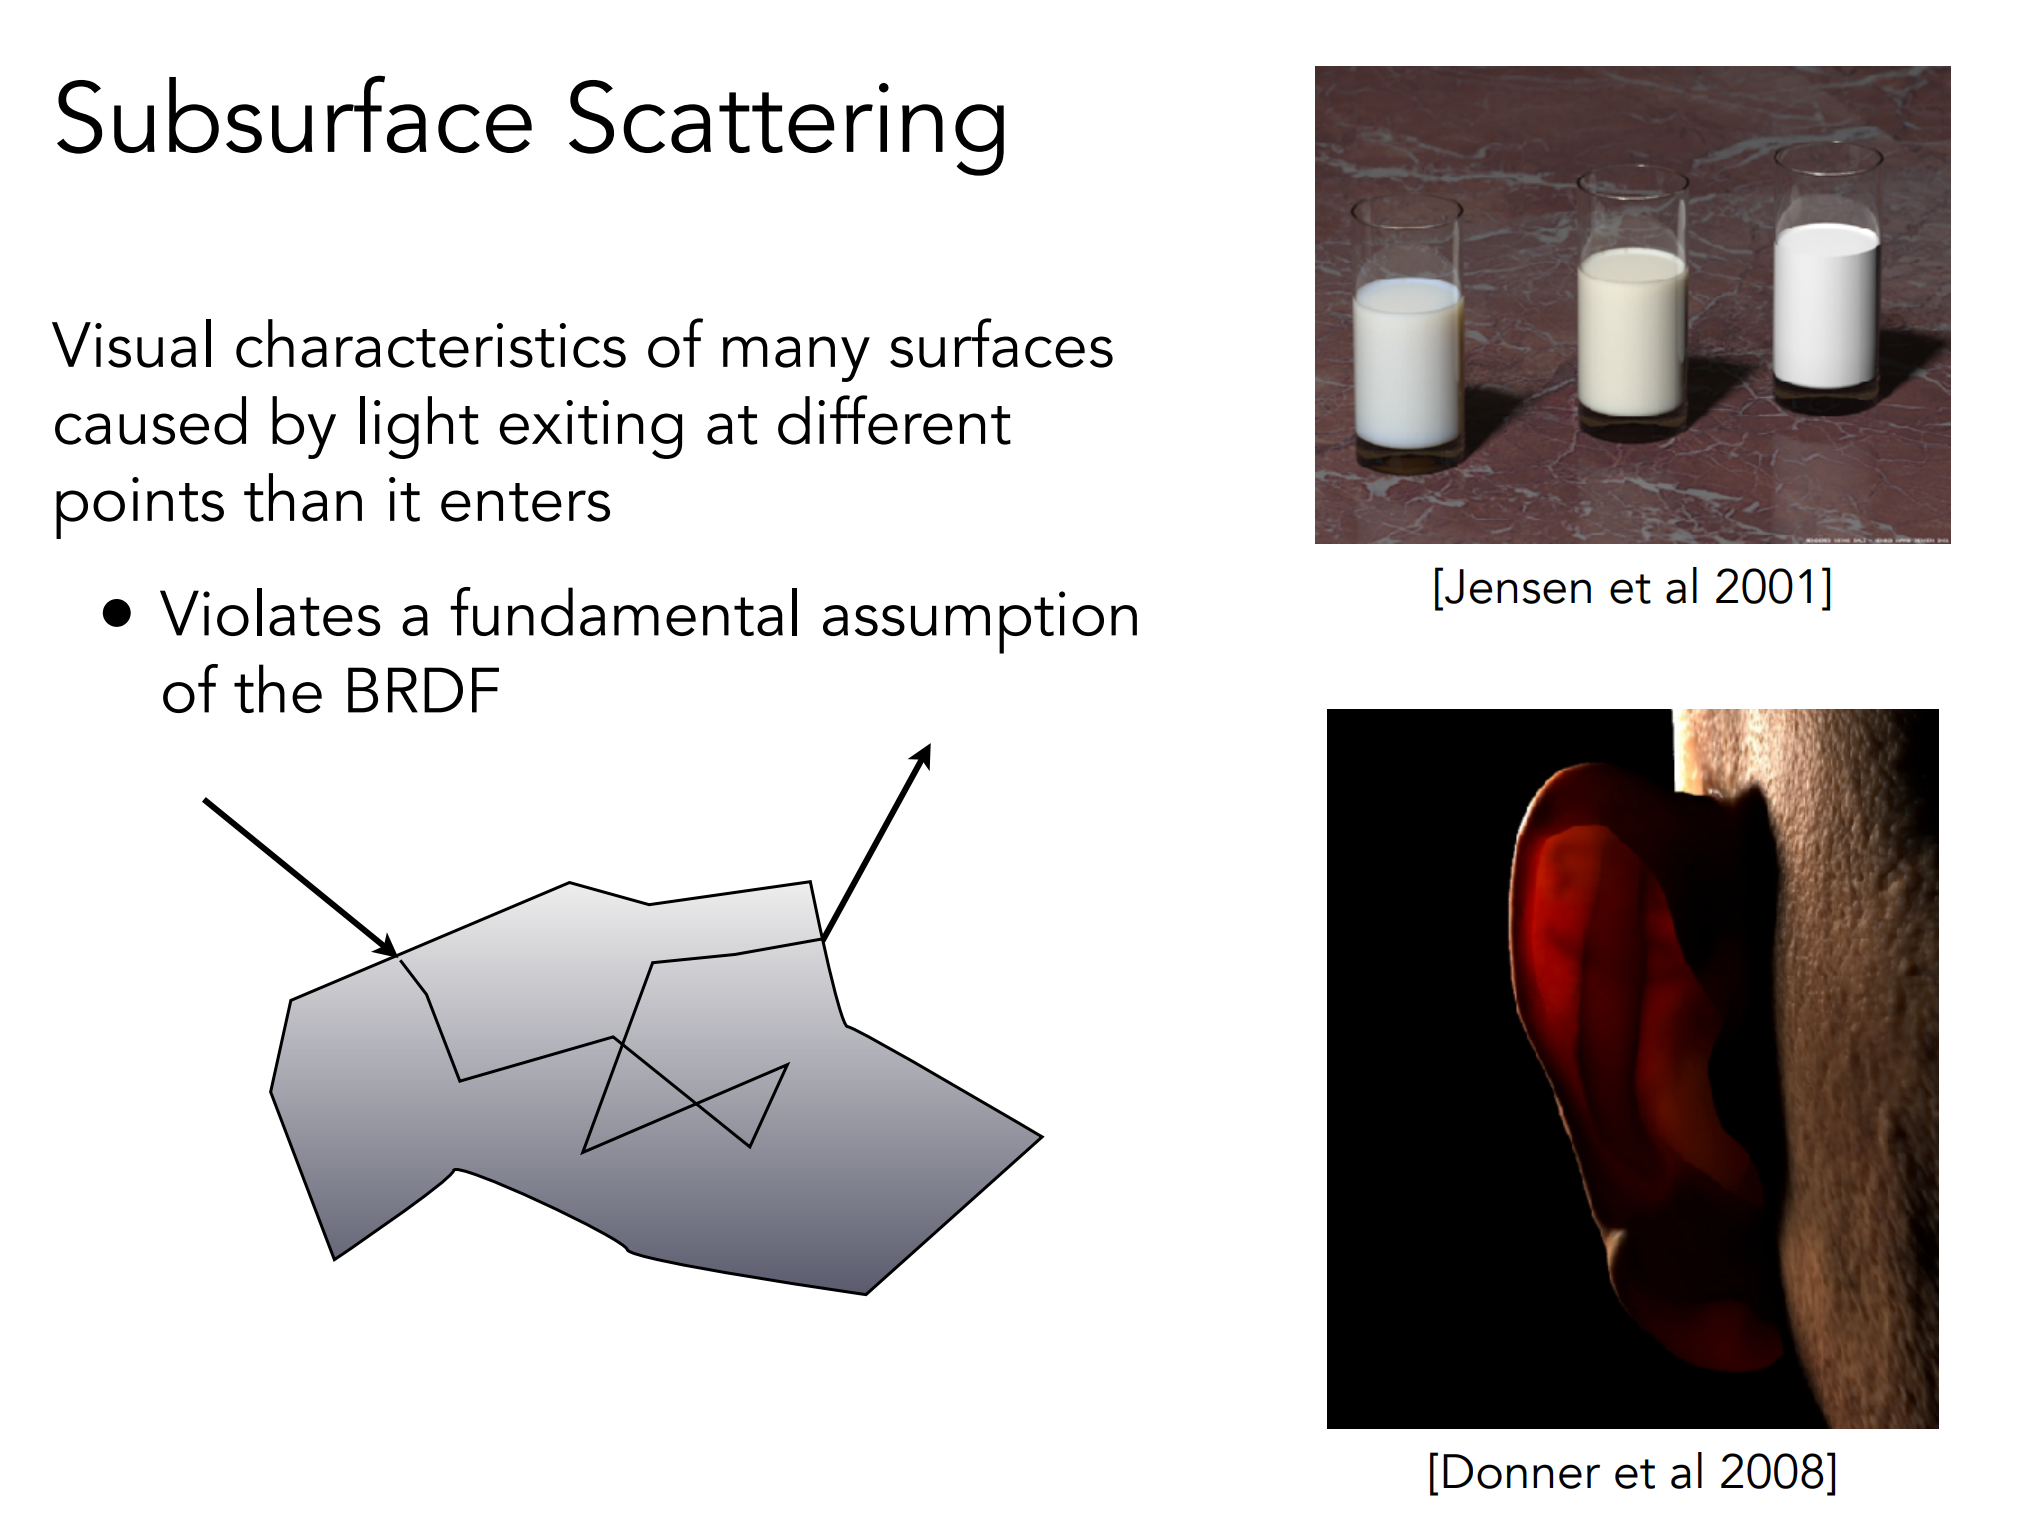 Subsurface Scattering
Visual characteristics of many surfaces
caused by light exiting at different
points than it enters
• Violates a fundamental assumption
of the BRDF
[Jensen et al 2001]
[Donner et al 2008]